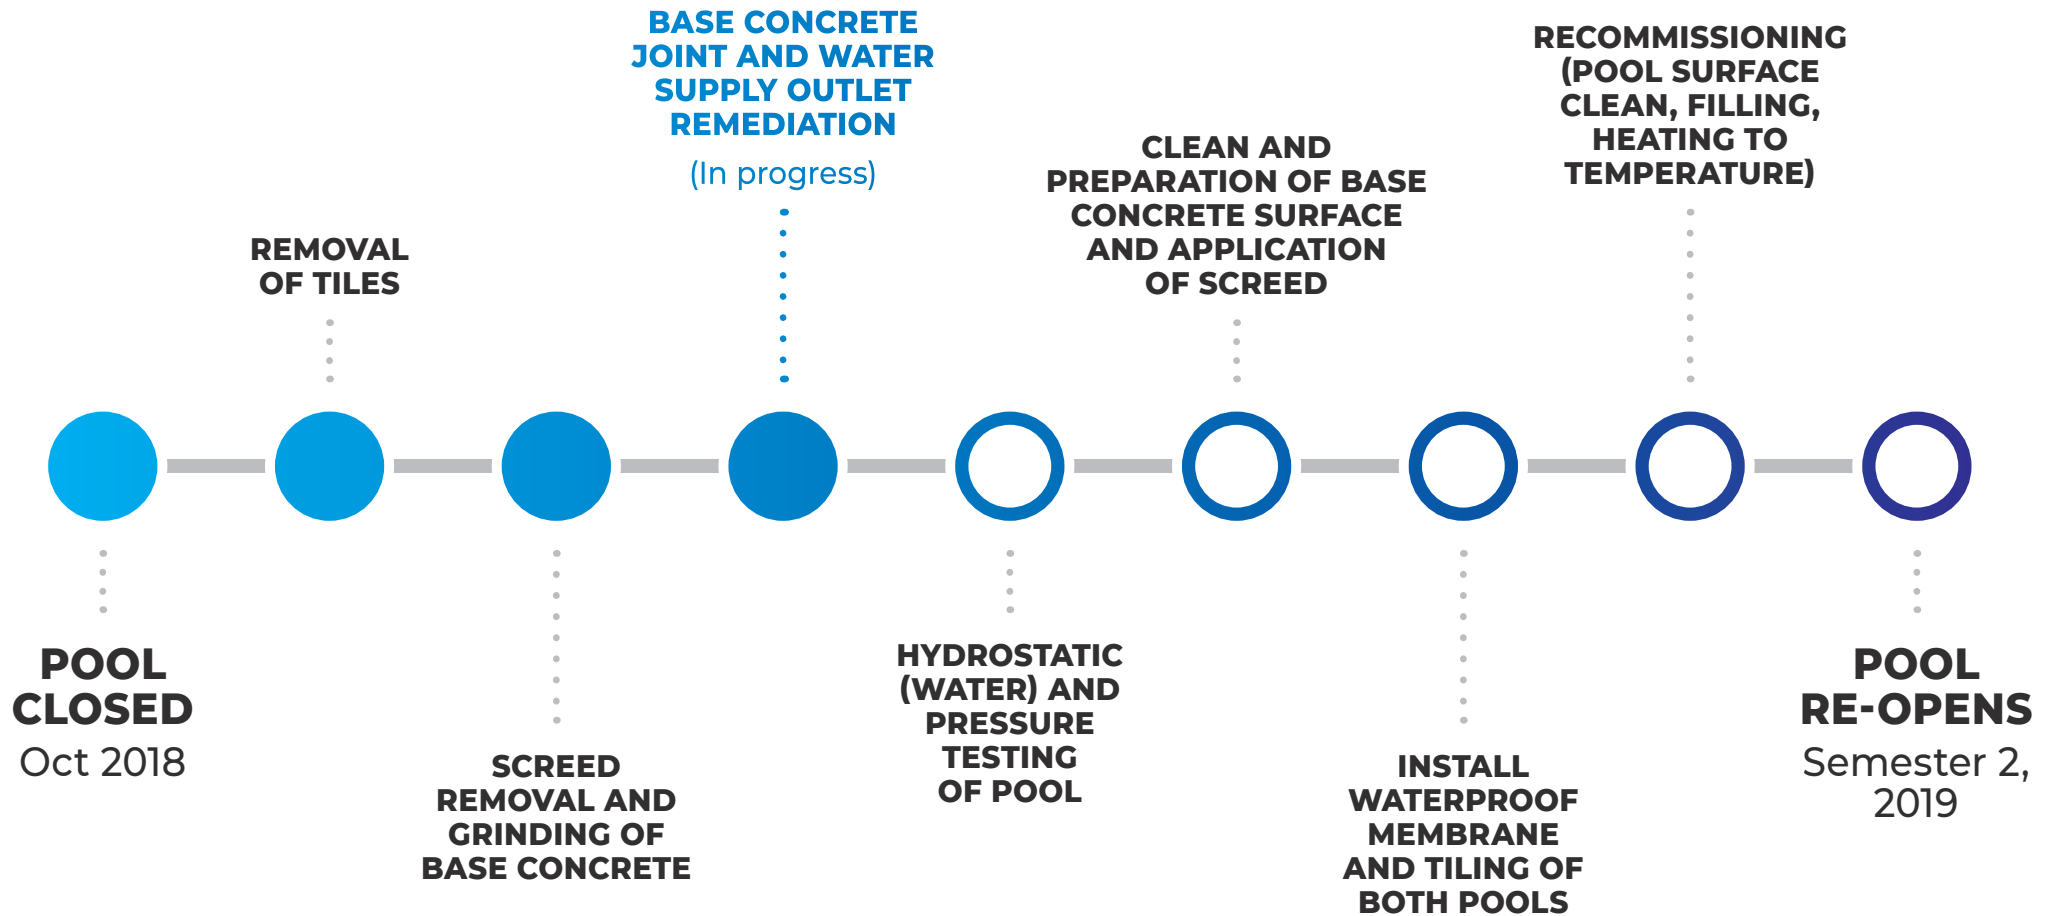 POOL
CLOSED
Oct 2018
REMOVAL
OF TILES
SCREED
REMOVAL AND
GRINDING OF
BASE CONCRETE
BASE CONCRETE
JOINT AND WATER
SUPPLY OUTLET
REMEDIATION
(In progress)
HYDROSTATIC
(WATER) AND
PRESSURE
TESTING
OF POOL
CLEAN AND
PREPARATION OF BASE
CONCRETE SURFACE
AND APPLICATION
OF SCREED
INSTALL
WATERPROOF
MEMBRANE
AND TILING OF
BOTH POOLS
RECOMMISSIONING
(POOL SURFACE
CLEAN, FILLING,
HEATING TO
TEMPERATURE)
POOL
RE-OPENS
Semester 2,
2019